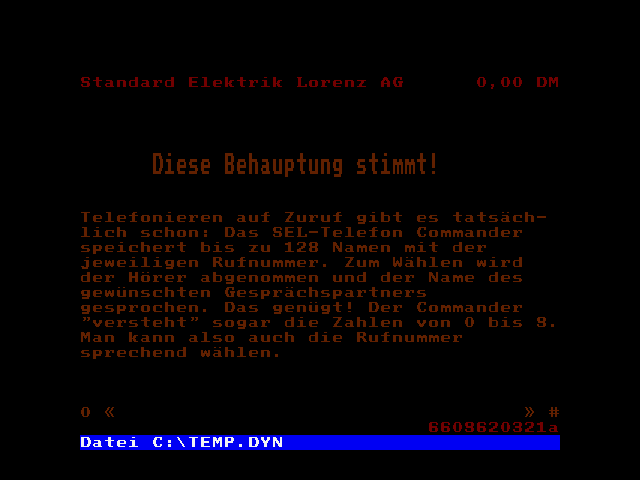 Standard Elektrik Lorenz AG 0,00 DM
Diese Behauptung stimmt!
Telefonieren auf Zuruf gibt es tatsäch-
lich schon: Das SEL-Telefon Commander
speichert bis zu 128 Namen mit der
jeweiligen Rufnummer. Zum Wählen wird
der Hörer abgenommen und der Name des
gewünschten Gesprächspartners
gesprochen. Das genügt! Der Commander
"versteht" sogar die Zahlen von 0 bis 9.
Man kann also auch die Rufnummer
sprechend wählen.
0 « » #
6609620321a
Datei C:\TEMP.DYN